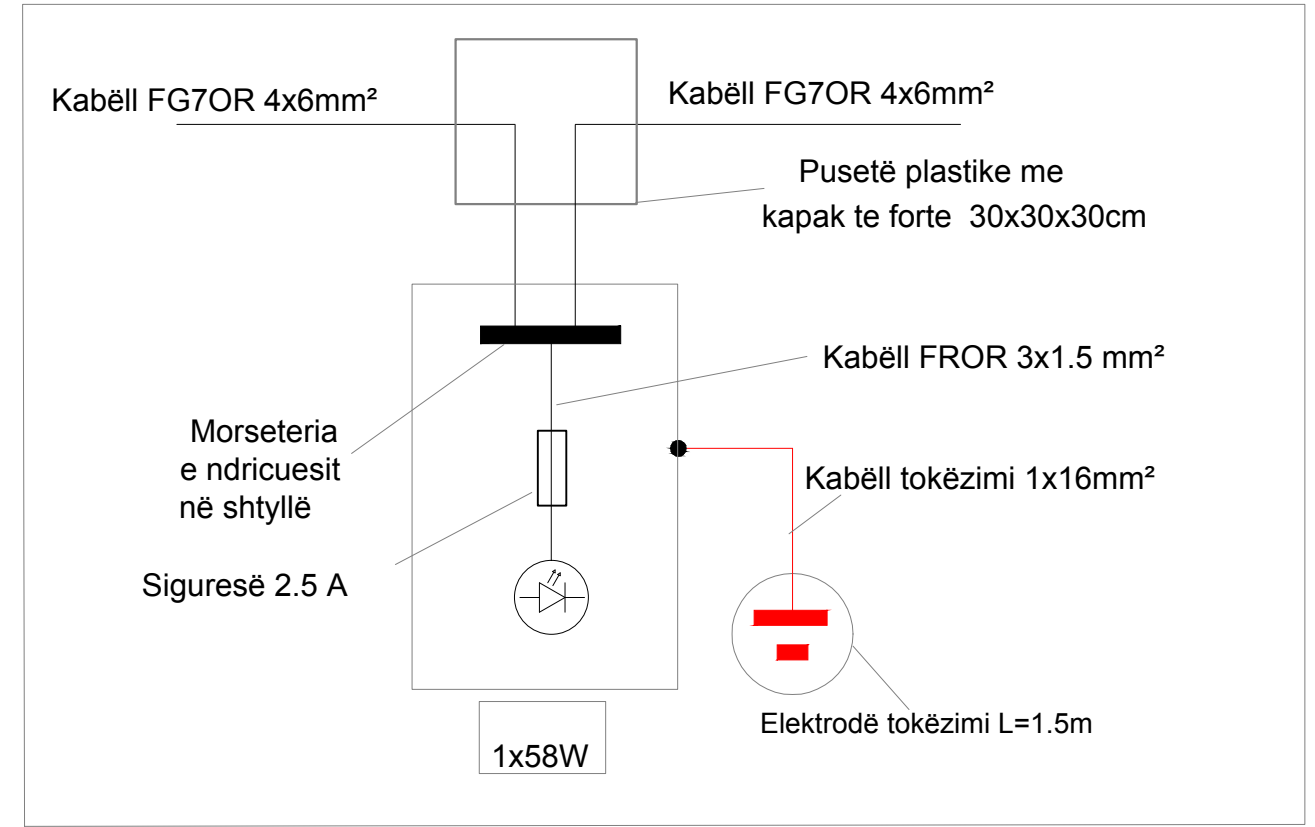 Kabëll FG7OR 4x6mm²
Kabëll FG7OR 4x6mm²
Pusetë plastike me
kapak te forte 30x30x30cm
Kabëll FROR 3x1.5 mm²
Morseteria
e ndricuesit
në shtyllë
Kabëll tokëzimi 1x16mm²
Siguresë 2.5 A
Elektrodë tokëzimi L=1.5m
1x58W